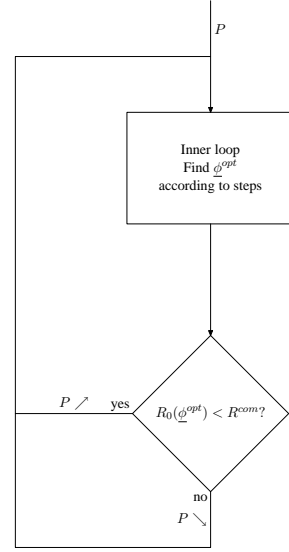 P
Inner loop
Find ϕ^{opt}
according to steps
P ↗ yes
R_0(ϕ^{opt}) < R^{com}?
no
P ↘